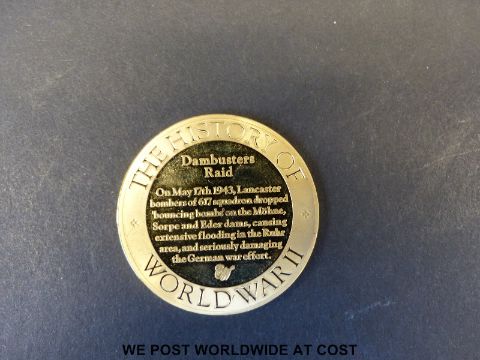 THE HISTORY OF
Dambusters
Raid
On May 17th 1943, Lancaster
bombers of 617 squadron dropped
'bouncing bombs' on the Möhne,
Sorpe and Eder dams, causing
extensive flooding in the Ruhr
area, and seriously damaging
the German war effort.
WORLD WAR II
WE POST WORLDWIDE AT COST